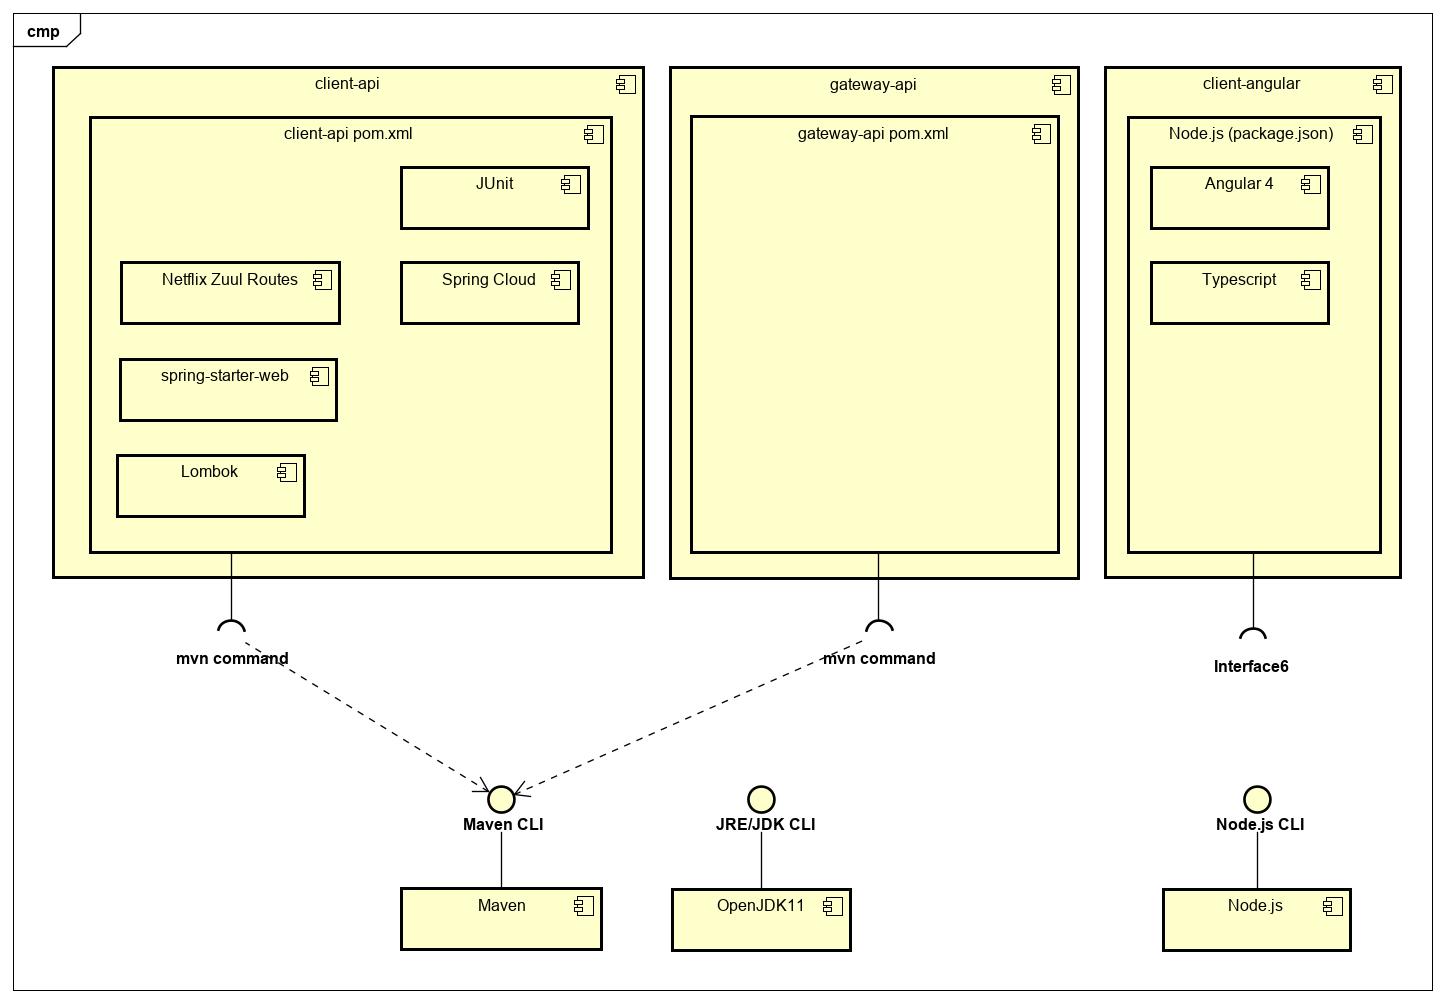 cmp
client-api
gateway-api
client-angular
client-api pom.xml
gateway-api pom.xml
Node.js (package.json)
JUnit
Angular 4
Netflix Zuul Routes
Spring Cloud
Typescript
spring-starter-web
Lombok
mvn command
mvn command
Interface6
Maven CLI
JRE/JDK CLI
Node.js CLI
Maven
OpenJDK11
Node.js